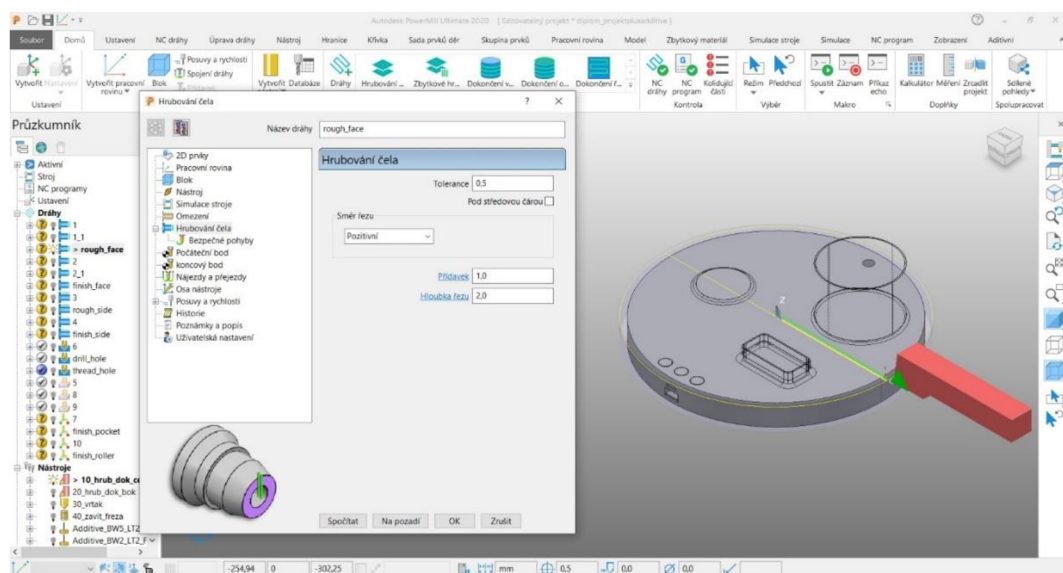 Autodesk PowerMill Ultimate 2020 [ Editovatelný projekt * diplom_projektplusadditive ]
Soubor Domů Ustavení NC dráhy Úprava dráhy Nástroj Hranice Křivka Sada prvků děr Skupina prvků Pracovní rovina Model Zbytkový materiál Simulace stroje Simulace NC program Zobrazení Aditivní
Posuvy a rychlosti
Spojení dráhy
Vytvořit Vytvořit pracovní Blok Vytvořit Databáze Dráhy Hrubování ... Zbytkové hr... Dokončení v... Dokončení o... Dokončení f... NC NC Kolidující Režim Předchozí Spustit Záznam Příkaz Kalkulátor Měření Zrcadlit Sdílené
rovinu dráhy program části echo projekt pohledy
Ustavení Kontrola Výběr Makro Doplňky Spolupracovat
Průzkumník
Aktivní
Stroj
NC programy
Ustavení
Dráhy
1
1_1
> rough_face
2
2_1
finish_face
3
rough_side
4
finish_side
6
drill_hole
thread_hole
5
8
9
7
finish_pocket
10
finish_roller
Nástroje
> 10_hrub_dok_c
20_hrub_dok_bok
30_vrtak
40_zavit_freza
Additive_BW5_LT2
Additive_BW2_LT2_F
Hrubování čela
Název dráhy rough_face
2D prvky
Pracovní rovina
Blok
Nástroj
Simulace stroje
Omezení
Hrubování čela
Bezpečné pohyby
Počáteční bod
koncový bod
Nájezdy a přejezdy
Osa nástroje
Posuvy a rychlosti
Historie
Poznámky a popis
Uživatelská nastavení
Hrubování čela
Tolerance 0,5
Pod středovou čárou
Směr řezu
Pozitivní
Přídavek 1,0
Hloubka řezu 2,0
Spočítat Na pozadí OK Zrušit
Z
-254,94 0 -302,25 mm 0,5 0,0 0,0